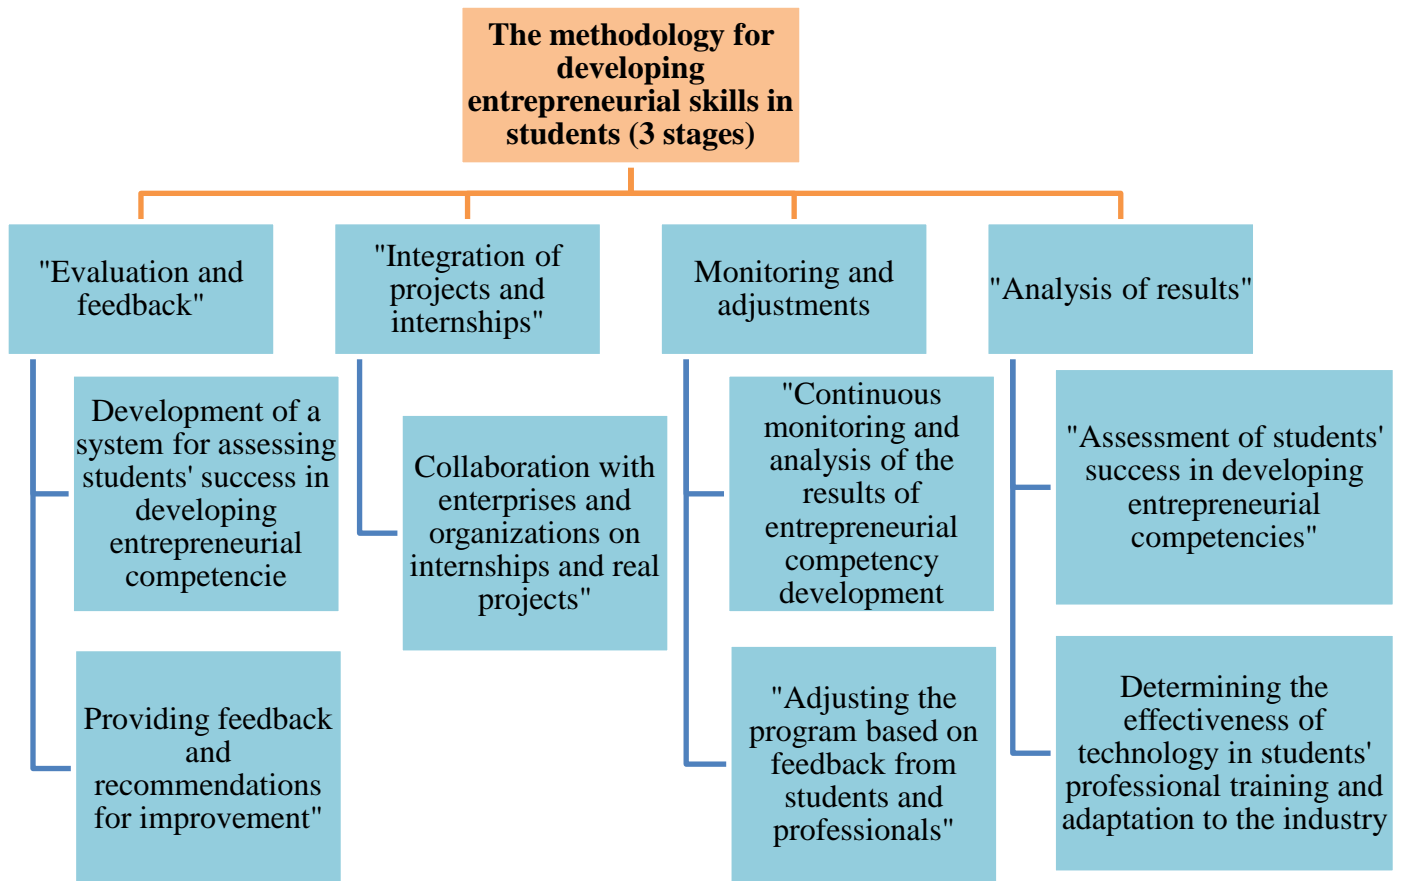 The methodology for
developing
entrepreneurial skills in
students (3 stages)
"Evaluation and
feedback"
Development of a
system for assessing
students' success in
developing
entrepreneurial
competencie
Providing feedback
and
recommendations
for improvement"
"Integration of
projects and
internships"
Collaboration with
enterprises and
organizations on
internships and real
projects"
Monitoring and
adjustments
"Continuous
monitoring and
analysis of the
results of
entrepreneurial
competency
development
"Adjusting the
program based on
feedback from
students and
professionals"
"Analysis of results"
"Assessment of students'
success in developing
entrepreneurial
competencies"
Determining the
effectiveness of
technology in students'
professional training and
adaptation to the industry